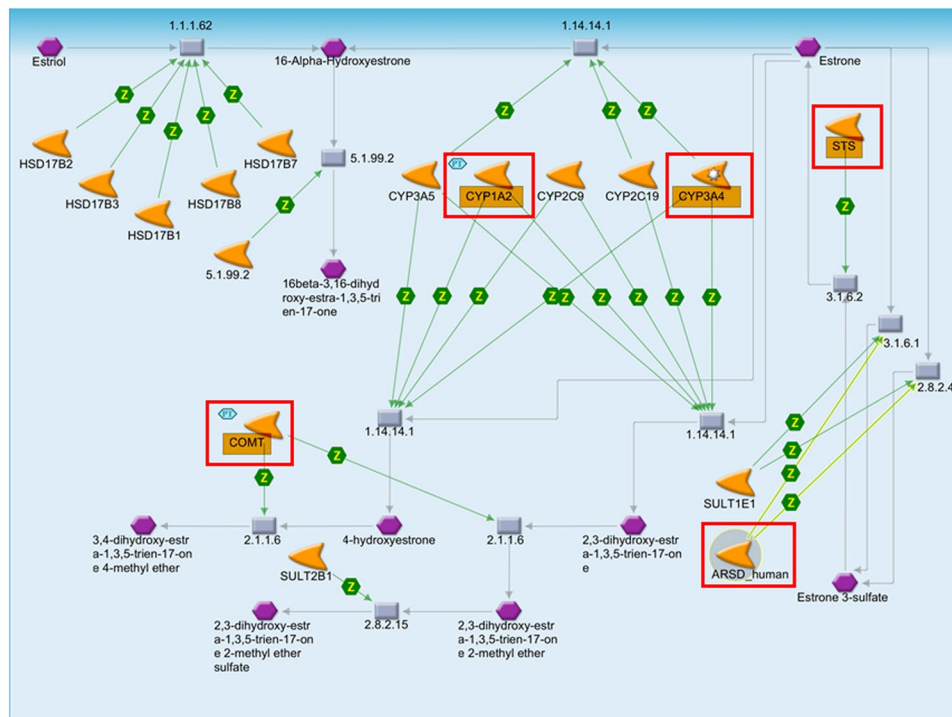 1.1.1.62
1.14.14.1
Estriol
16-Alpha-Hydroxyestrone
Estrone
Z
Z
Z
Z
Z
Z
Z
Z
HSD17B2
HSD17B3
HSD17B1
HSD17B8
HSD17B7
5.1.99.2
Z
5.1.99.2
16beta-3,16-dihyd
roxy-estra-1,3,5-tri
en-17-one
CYP3A5
PT
CYP1A2
CYP2C9
CYP2C19
CYP3A4
STS
Z
3.1.6.2
3.1.6.1
2.8.2.4
Z
Z
Z
Z
Z
Z
Z
Z
1.14.14.1
1.14.14.1
PT
COMT
Z
Z
Z
Z
Z
Z
SULT1E1
ARSD_human
Estrone 3-sulfate
3,4-dihydroxy-estr
a-1,3,5-trien-17-on
e 4-methyl ether
2.1.1.6
4-hydroxyestrone
2.1.1.6
2,3-dihydroxy-estr
a-1,3,5-trien-17-on
e
SULT2B1
Z
2,3-dihydroxy-estr
a-1,3,5-trien-17-on
e 2-methyl ether
sulfate
2.8.2.15
2,3-dihydroxy-estr
a-1,3,5-trien-17-on
e 2-methyl ether